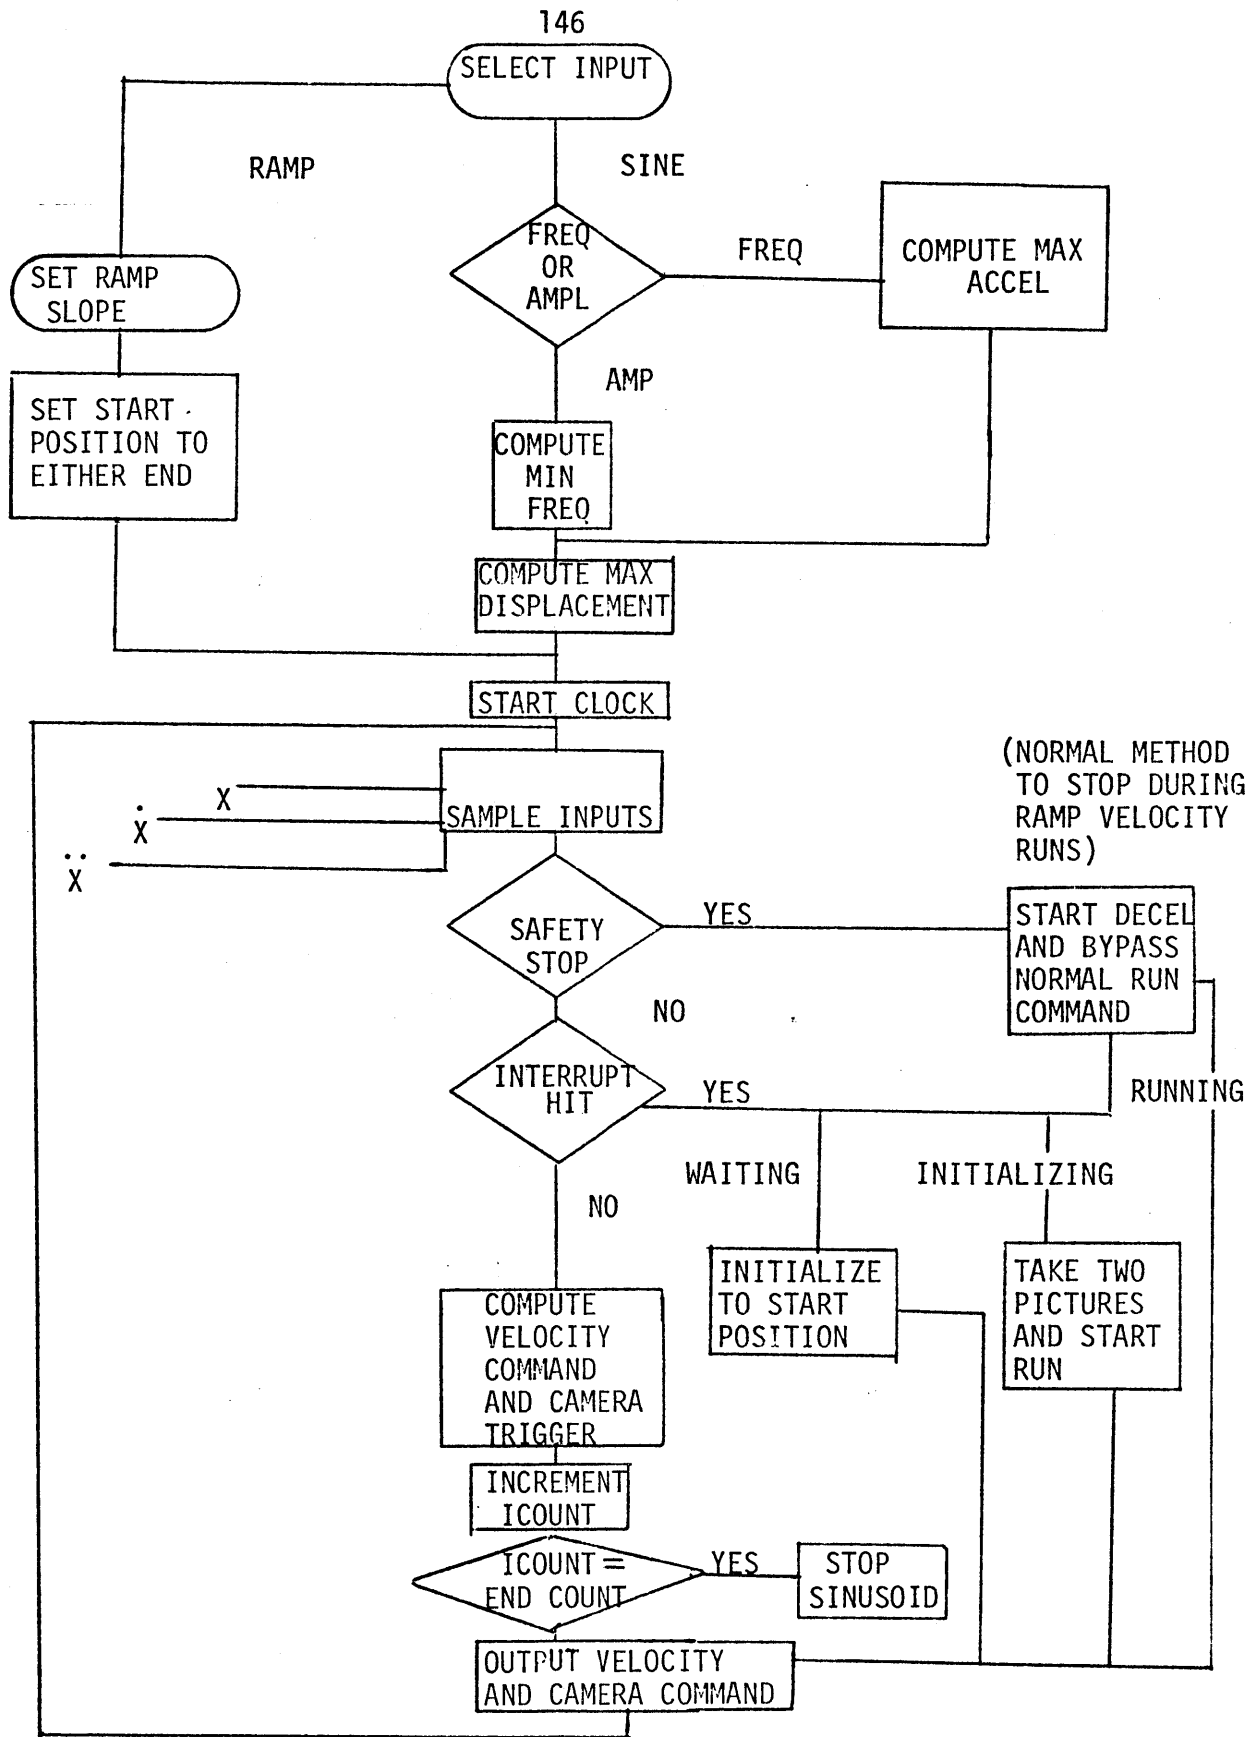 146
SELECT INPUT
RAMP
SINE
FREQ
OR
AMPL
FREQ
COMPUTE MAX
ACCEL
SET RAMP
SLOPE
AMP
SET START
POSITION TO
EITHER END
COMPUTE
MIN
FREQ
COMPUTE MAX
DISPLACEMENT
START CLOCK
(NORMAL METHOD
TO STOP DURING
RAMP VELOCITY
RUNS)
X
Ẋ
Ẍ
SAMPLE INPUTS
SAFETY
STOP
YES
START DECEL
AND BYPASS
NORMAL RUN
COMMAND
NO
INTERRUPT
HIT
YES
RUNNING
WAITING
INITIALIZING
NO
INITIALIZE
TO START
POSITION
TAKE TWO
PICTURES
AND START
RUN
COMPUTE
VELOCITY
COMMAND
AND CAMERA
TRIGGER
INCREMENT
ICOUNT
ICOUNT =
END COUNT
YES
STOP
SINUSOID
OUTPUT VELOCITY
AND CAMERA COMMAND